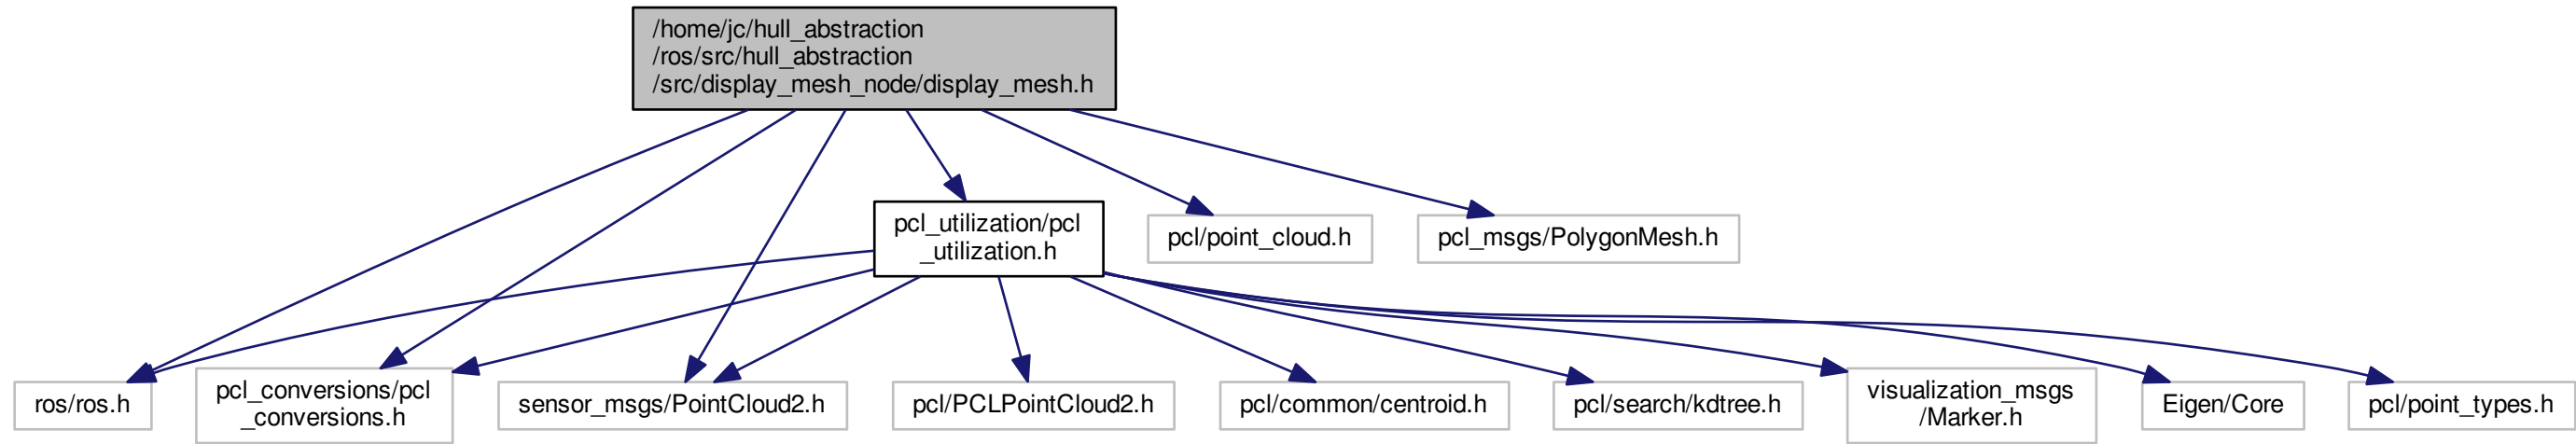 /home/jc/hull_abstraction
/ros/src/hull_abstraction
/src/display_mesh_node/display_mesh.h
pcl_utilization/pcl
_utilization.h
pcl/point_cloud.h
pcl_msgs/PolygonMesh.h
ros/ros.h
pcl_conversions/pcl
_conversions.h
sensor_msgs/PointCloud2.h
pcl/PCLPointCloud2.h
pcl/common/centroid.h
pcl/search/kdtree.h
visualization_msgs
/Marker.h
Eigen/Core
pcl/point_types.h